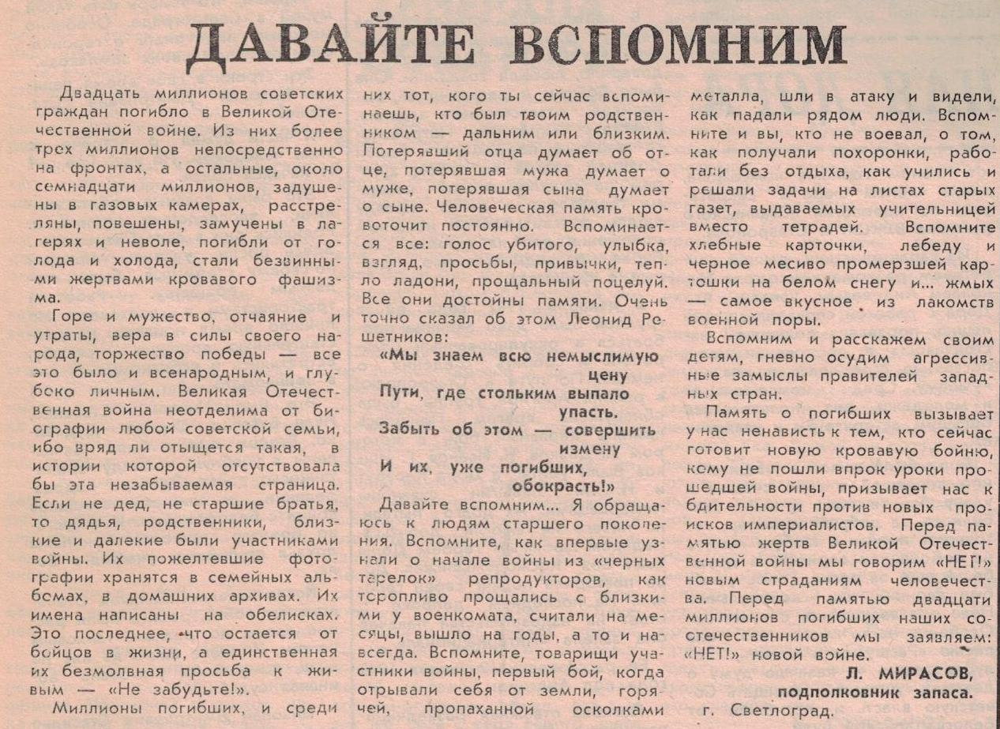 ДАВАЙТЕ ВСПОМНИМ
Двадцать миллионов советских
граждан погибло в Великой Оте-
чественной войне. Из них более
трех миллионов непосредственно
на фронтах, а остальные, около
семнадцати миллионов, задуше-
ны в газовых камерах, расстре-
ляны, повешены, замучены в ла-
герях и неволе, погибли от го-
лода и холода, стали безвинны-
ми жертвами кровавого фашиз-
ма.
Горе и мужество, отчаяние и
утраты, вера в силы своего на-
рода, торжество победы — все
это было и всенародным, и глу-
боко личным. Великая Отечест-
венная война неотделима от би-
ографии любой советской семьи,
ибо вряд ли отыщется такая, в
истории которой отсутствовала
бы эта незабываемая страница.
Если не дед, не старшие братья,
то дядья, родственники, близ-
кие и далекие были участниками
войны. Их пожелтевшие фото-
графии хранятся в семейных аль-
бомах, в домашних архивах. Их
имена написаны на обелисках.
Это последнее, что остается от
бойцов в жизни, а единственная
их безмолвная просьба к жи-
вым — «Не забудьте!».
Миллионы погибших, и среди
них тот, кого ты сейчас вспоми-
наешь, кто был твоим родствен-
ником — дальним или близким.
Потерявший отца думает об от-
це, потерявшая мужа думает о
муже, потерявшая сына думает
о сыне. Человеческая память кро-
воточит постоянно. Вспоминает-
ся все: голос убитого, улыбка,
взгляд, просьбы, привычки, теп-
ло ладони, прощальный поцелуй.
Все они достойны памяти. Очень
точно сказал об этом Леонид Ре-
шетников:
«Мы знаем всю немыслимую
цену
Пути, где стольким выпало
упасть.
Забыть об этом — совершить
измену
И их, уже погибших,
обокрасть!»
Давайте вспомним... Я обраща-
юсь к людям старшего поколе-
ния. Вспомните, как впервые уз-
нали о начале войны из «черных
тарелок» репродукторов, как
торопливо прощались с близки-
ми у военкомата, считали на ме-
сяцы, вышло на годы, а то и на-
всегда. Вспомните, товарищи уча-
стники войны, первый бой, когда
отрывали себя от земли, горя-
чей, пропаханной осколками
металла, шли в атаку и видели,
как падали рядом люди. Вспом-
ните и вы, кто не воевал, о том,
как получали похоронки, рабо-
тали без отдыха, как учились и
решали задачи на листах старых
газет, выдаваемых учительницей
вместо тетрадей. Вспомните
хлебные карточки, лебеду и
черное месиво промерзшей кар-
тошки на белом снегу и... жмых
— самое вкусное из лакомств
военной поры.
Вспомним и расскажем своим
детям, гневно осудим агрессив-
ные замыслы правителей запад-
ных стран.
Память о погибших вызывает
у нас ненависть к тем, кто сейчас
готовит новую кровавую бойню,
кому не пошли впрок уроки про-
шедшей войны, призывает нас к
бдительности против новых про-
исков империалистов. Перед па-
мятью жертв Великой Отечест-
венной войны мы говорим «НЕТ!»
новым страданиям человечест-
ва. Перед памятью двадцати
миллионов погибших наших со-
отечественников мы заявляем:
«НЕТ!» новой войне.
Л. МИРАСОВ,
подполковник запаса.
г. Светлоград.